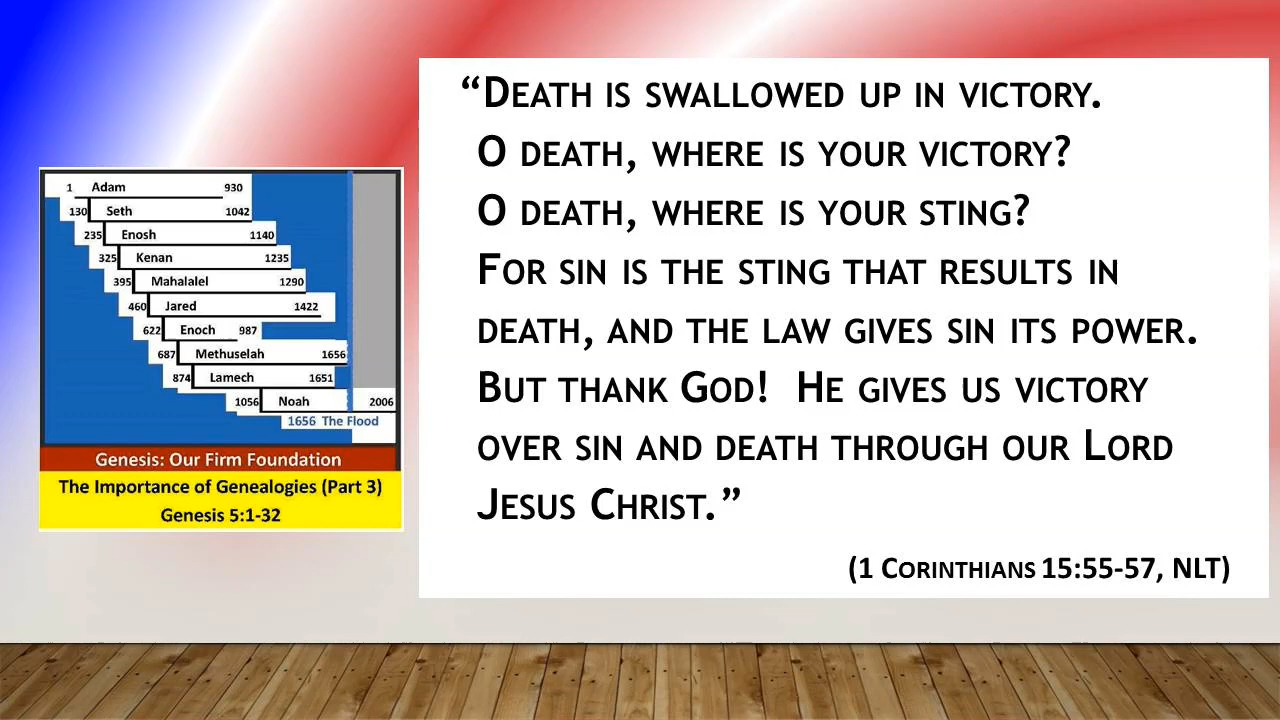 1 Adam 930
130 Seth 1042
235 Enosh 1140
325 Kenan 1235
395 Mahalalel 1290
460 Jared 1422
622 Enoch 987
687 Methuselah 1656
874 Lamech 1651
1056 Noah 2006
1656 The Flood
Genesis: Our Firm Foundation
The Importance of Genealogies (Part 3)
Genesis 5:1-32
“Death is swallowed up in victory.
O death, where is your victory?
O death, where is your sting?
For sin is the sting that results in
death, and the law gives sin its power.
But thank God! He gives us victory
over sin and death through our Lord
Jesus Christ.”
(1 Corinthians 15:55-57, NLT)